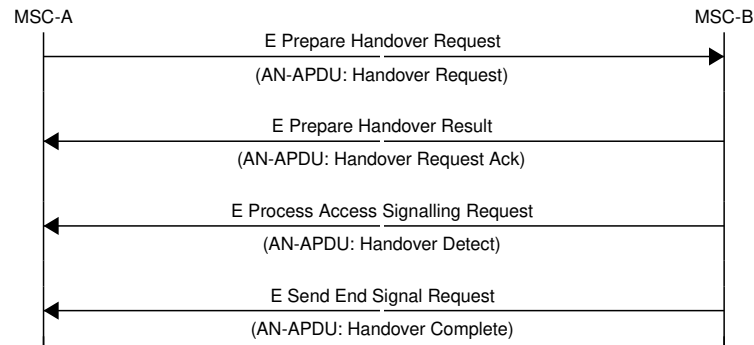 MSC-A
MSC-B
E Prepare Handover Request
(AN-APDU: Handover Request)
E Prepare Handover Result
(AN-APDU: Handover Request Ack)
E Process Access Signalling Request
(AN-APDU: Handover Detect)
E Send End Signal Request
(AN-APDU: Handover Complete)